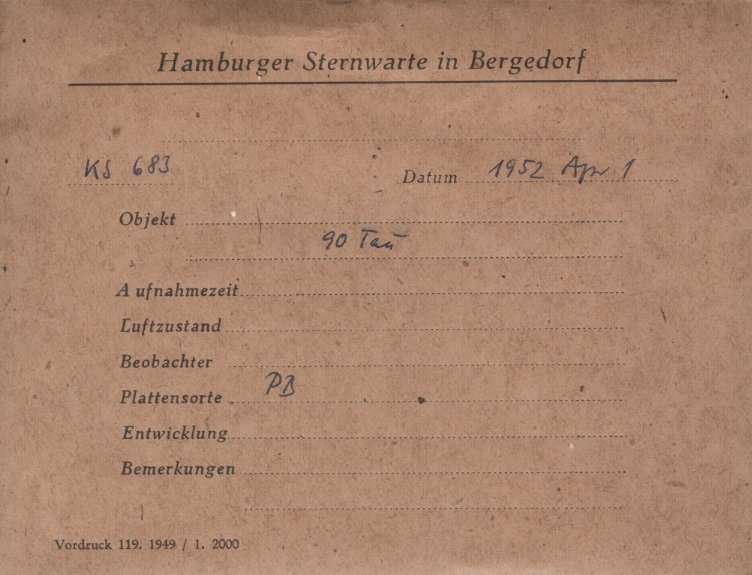 Hamburger Sternwarte in Bergedorf
KS 683 Datum 1952 Apr 1
Objekt
90 Tau
Aufnahmezeit
Luftzustand
Beobachter
Plattensorte PB
Entwicklung
Bemerkungen
Vordruck 119. 1949 / 1. 2000